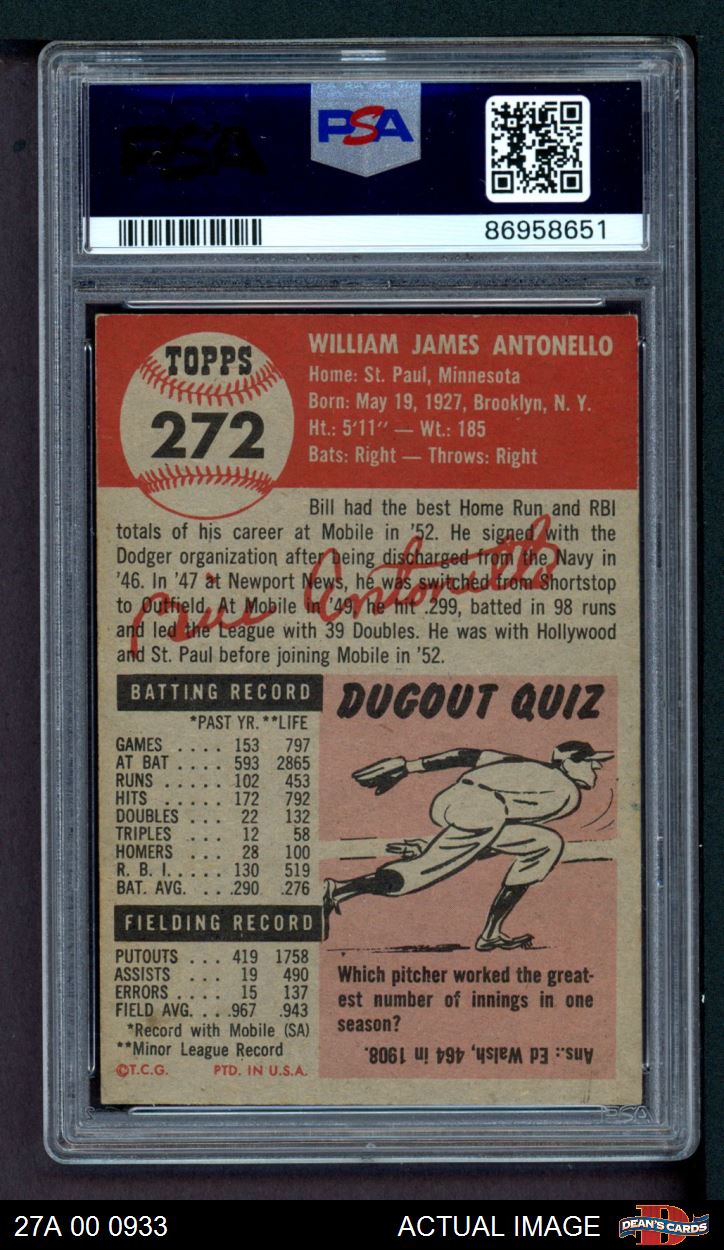 PSA
PSA
86958651
TOPPS
272
WILLIAM JAMES ANTONELLO
Home: St. Paul, Minnesota
Born: May 19, 1927, Brooklyn, N. Y.
Ht.: 5'11" — Wt.: 185
Bats: Right — Throws: Right
Bill had the best Home Run and RBI
totals of his career at Mobile in '52. He signed with the
Dodger organization after being discharged from the Navy in
'46. In '47 at Newport News, he was switched from Shortstop
to Outfield. At Mobile in '49, he hit .299, batted in 98 runs
and led the League with 39 Doubles. He was with Hollywood
and St. Paul before joining Mobile in '52.
Bill Antonello
BATTING RECORD
*PAST YR. **LIFE
GAMES .... 153 797
AT BAT .... 593 2865
RUNS ..... 102 453
HITS ..... 172 792
DOUBLES ... 22 132
TRIPLES ... 12 58
HOMERS ... 28 100
R. B. I..... 130 519
BAT. AVG. ... .290 .276
FIELDING RECORD
PUTOUTS ... 419 1758
ASSISTS .... 19 490
ERRORS .... 15 137
FIELD AVG. ... .967 .943
*Record with Mobile (SA)
**Minor League Record
©T.C.G. PTD. IN U.S.A.
DUGOUT QUIZ
Which pitcher worked the great-
est number of innings in one
season?
Ans.: Ed Walsh, 464 in 1908.
PSA
27A 00 0933
ACTUAL IMAGE
DEAN'S CARDS